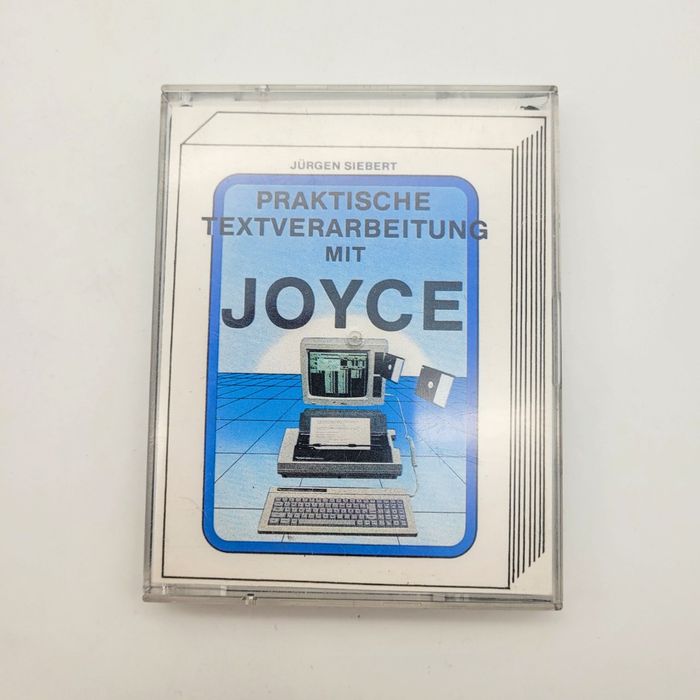 JÜRGEN SIEBERT
PRAKTISCHE
TEXTVERARBEITUNG
MIT
JOYCE